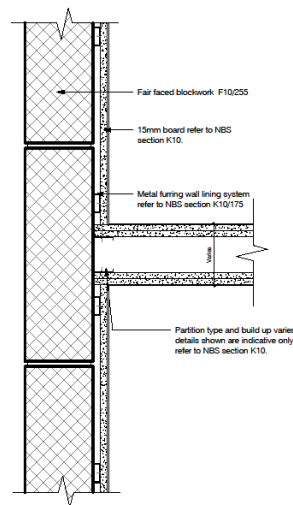 Fair faced blockwork F10/255
15mm board refer to NBS
section K10.
Metal furring wall lining system
refer to NBS section K10/175
Varies
Partition type and build up varies
details shown are indicative only
refer to NBS section K10.